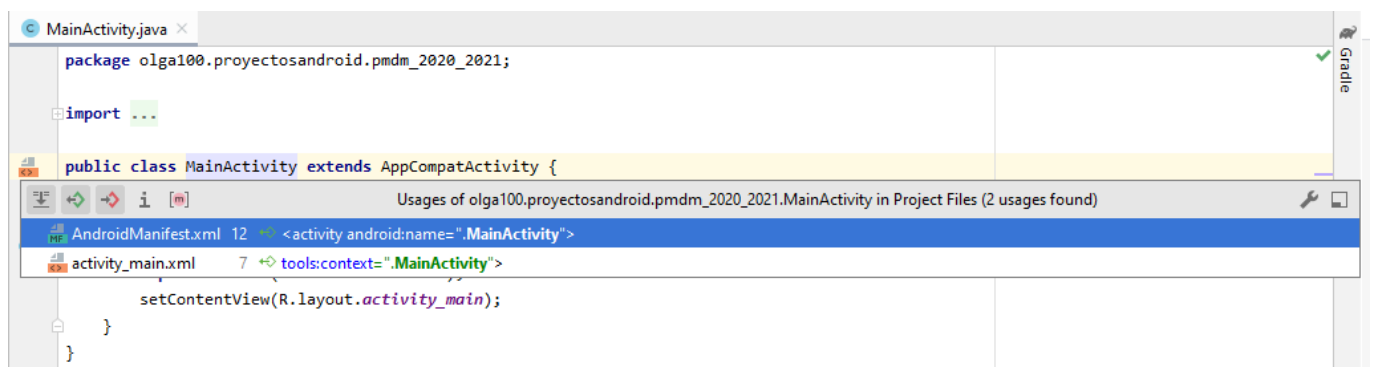 MainActivity.java
package olga100.proyectosandroid.pmdm_2020_2021;
Gradle
import ...
public class MainActivity extends AppCompatActivity {
Usages of olga100.proyectosandroid.pmdm_2020_2021.MainActivity in Project Files (2 usages found)
AndroidManifest.xml 12 <activity android:name=".MainActivity">
activity_main.xml 7 tools:context=".MainActivity">
setContentView(R.layout.activity_main);
}
}